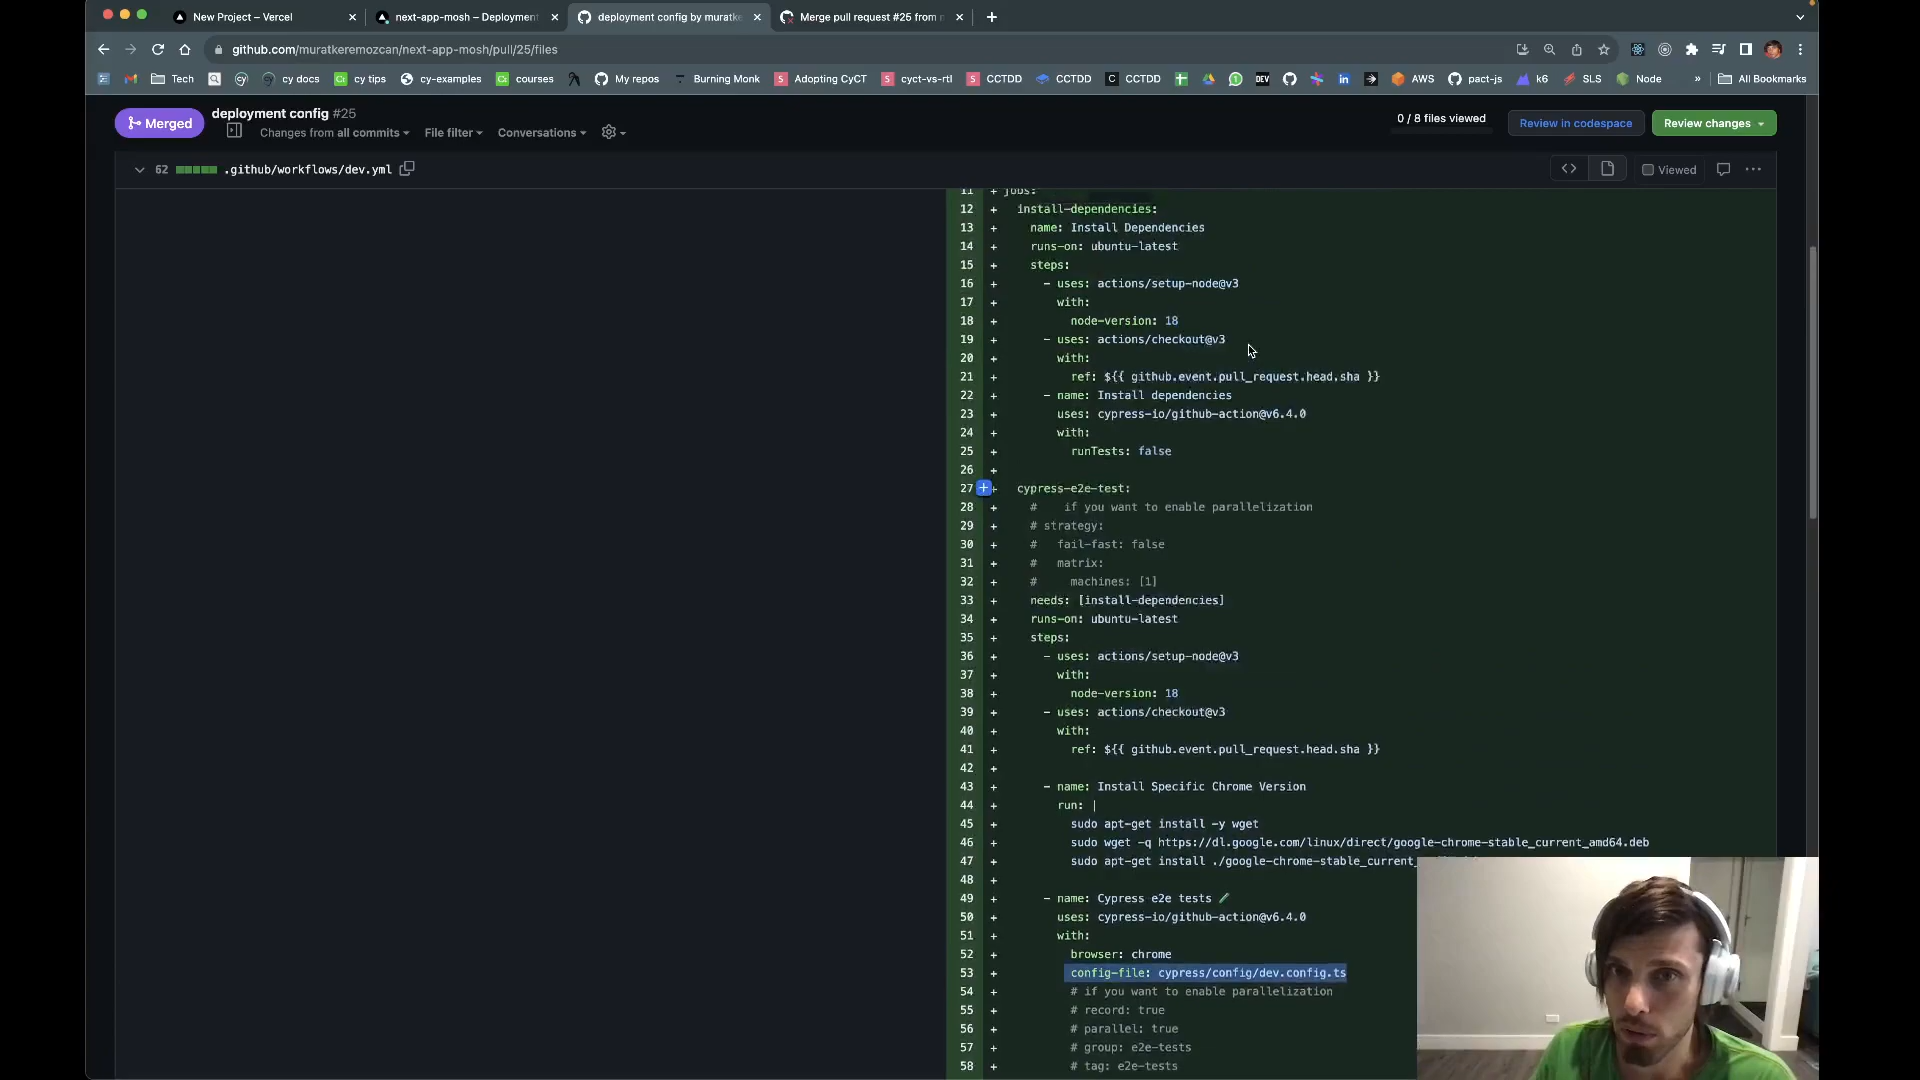 New Project – Vercel
next-app-mosh – Deployment
deployment config by muratke
Merge pull request #25 from
github.com/muratkeremozcan/next-app-mosh/pull/25/files
Tech
cy docs
cy tips
cy-examples
courses
My repos
Burning Monk
Adopting CyCT
cyct-vs-rtl
CCTDD
CCTDD
CCTDD
AWS
pact-js
k6
SLS
Node
»
All Bookmarks
Merged
deployment config #25
Changes from all commits
File filter
Conversations
0 / 8 files viewed
Review in codespace
Review changes
62
.github/workflows/dev.yml
Viewed
11 + jobs:
12 + install-dependencies:
13 + name: Install Dependencies
14 + runs-on: ubuntu-latest
15 + steps:
16 + - uses: actions/setup-node@v3
17 + with:
18 + node-version: 18
19 + - uses: actions/checkout@v3
20 + with:
21 + ref: ${{ github.event.pull_request.head.sha }}
22 + - name: Install dependencies
23 + uses: cypress-io/github-action@v6.4.0
24 + with:
25 + runTests: false
26 +
27 + cypress-e2e-test:
28 + # if you want to enable parallelization
29 + # strategy:
30 + # fail-fast: false
31 + # matrix:
32 + # machines: [1]
33 + needs: [install-dependencies]
34 + runs-on: ubuntu-latest
35 + steps:
36 + - uses: actions/setup-node@v3
37 + with:
38 + node-version: 18
39 + - uses: actions/checkout@v3
40 + with:
41 + ref: ${{ github.event.pull_request.head.sha }}
42 +
43 + - name: Install Specific Chrome Version
44 + run: |
45 + sudo apt-get install -y wget
46 + sudo wget -q https://dl.google.com/linux/direct/google-chrome-stable_current_amd64.deb
47 + sudo apt-get install ./google-chrome-stable_current_
48 +
49 + - name: Cypress e2e tests 🧪
50 + uses: cypress-io/github-action@v6.4.0
51 + with:
52 + browser: chrome
53 + config-file: cypress/config/dev.config.ts
54 + # if you want to enable parallelization
55 + # record: true
56 + # parallel: true
57 + # group: e2e-tests
58 + # tag: e2e-tests